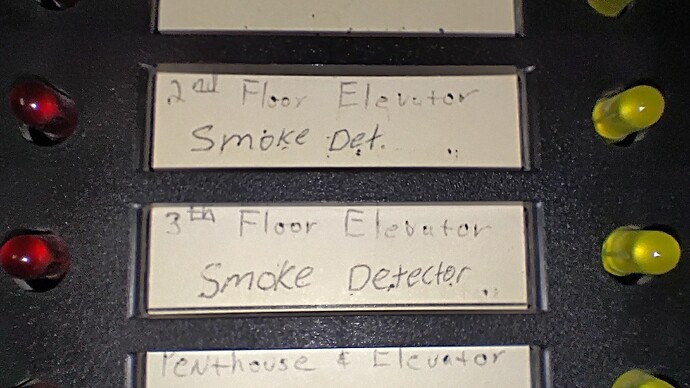 2nd Floor Elevator
Smoke Det.
3th Floor Elevator
Smoke Detector
Penthouse & Elevator